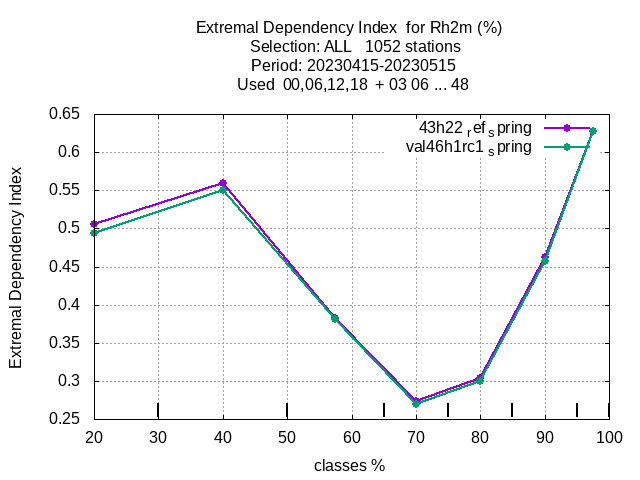 Extremal Dependency Index  for Rh2m (%)
Selection: ALL   1052 stations
Period: 20230415-20230515
Used  00,06,12,18  + 03 06 ... 48
43h22 ref spring
val46h1rc1 spring
Extremal Dependency Index
0.65
0.6
0.55
0.5
0.45
0.4
0.35
0.3
0.25
20 30 40 50 60 70 80 90 100
classes %